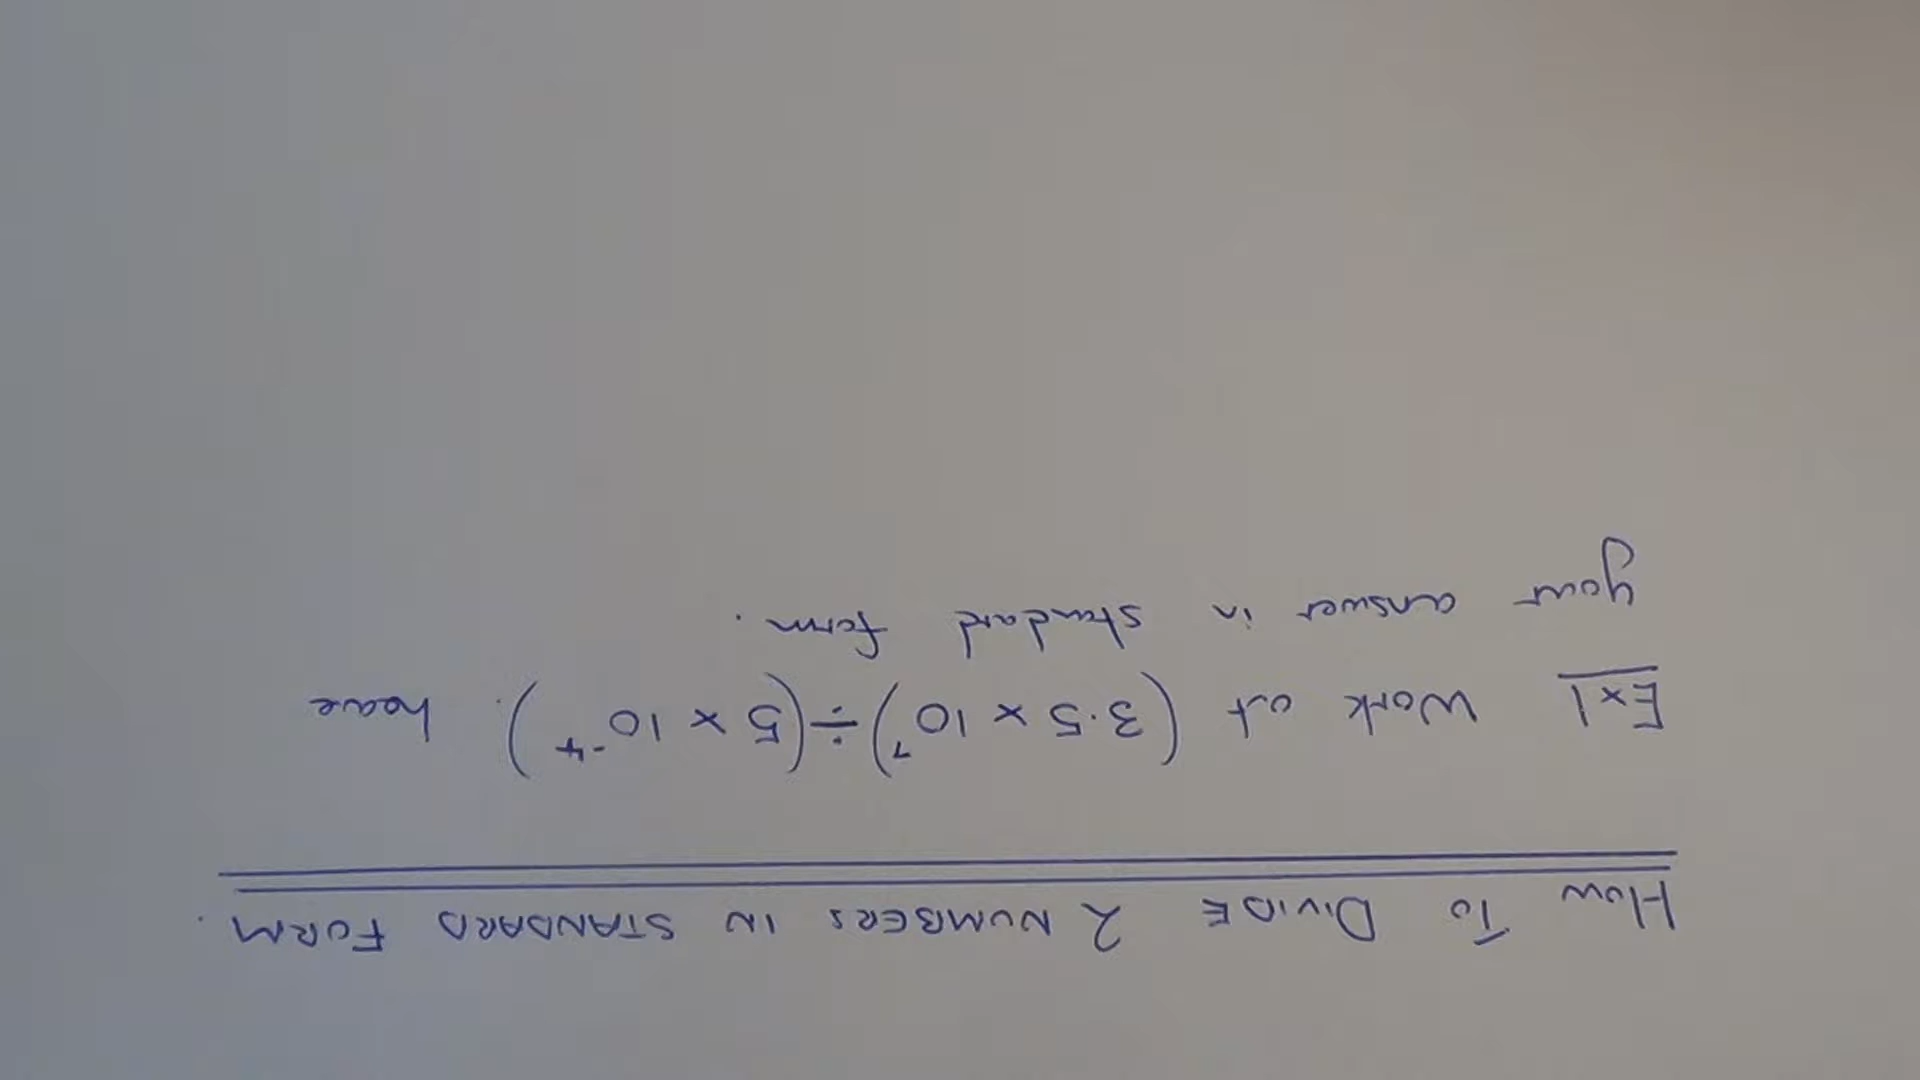 HOW TO DIVIDE 2 NUMBERS IN STANDARD FORM.
Ex1 Work out (3.5 × 10⁷) ÷ (5 × 10⁻⁴). Leave
your answer in standard form.